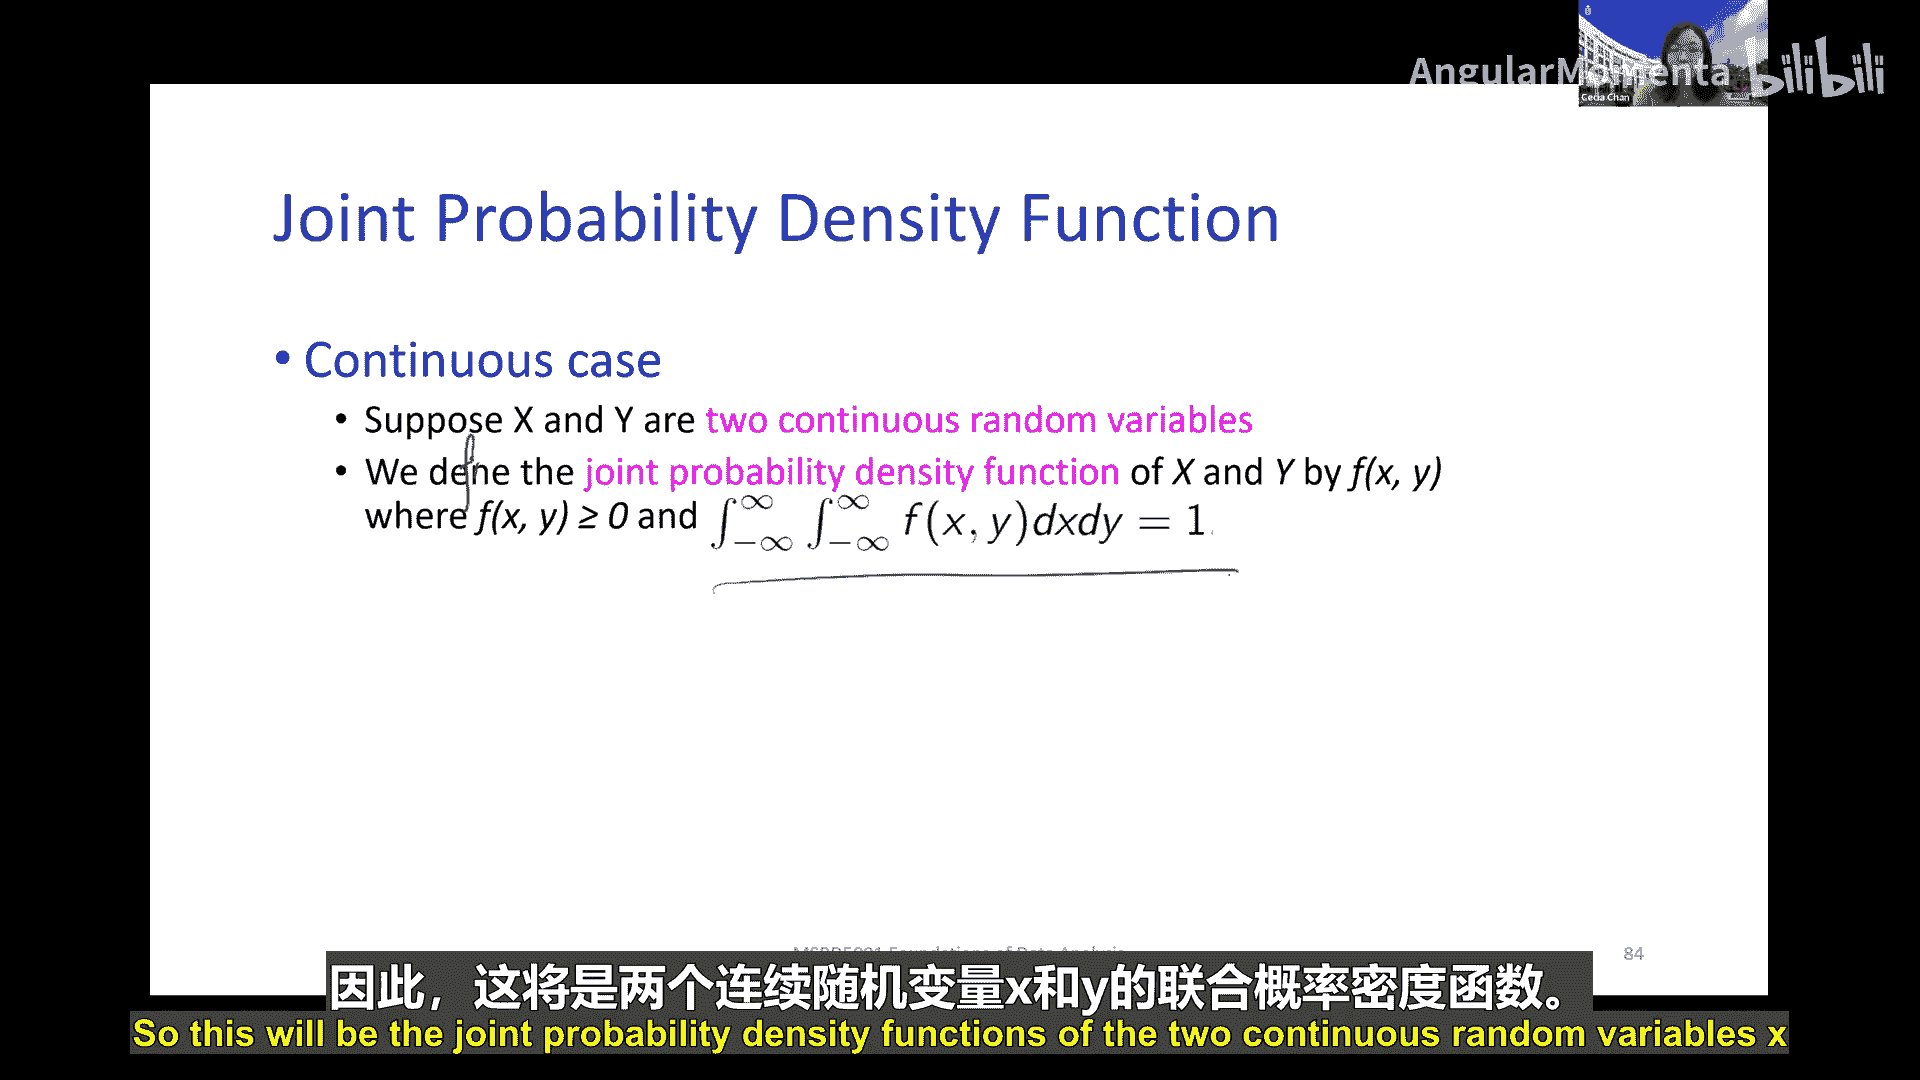 AngularMomenta bilibili
Cecia Chan
Joint Probability Density Function
• Continuous case
• Suppose X and Y are two continuous random variables
• We dene the joint probability density function of X and Y by f(x, y)
where f(x, y) ≥ 0 and ∫_{-∞}^{∞} ∫_{-∞}^{∞} f(x, y)dxdy = 1.
84
因此，这将是两个连续随机变量x和y的联合概率密度函数。
So this will be the joint probability density functions of the two continuous random variables x